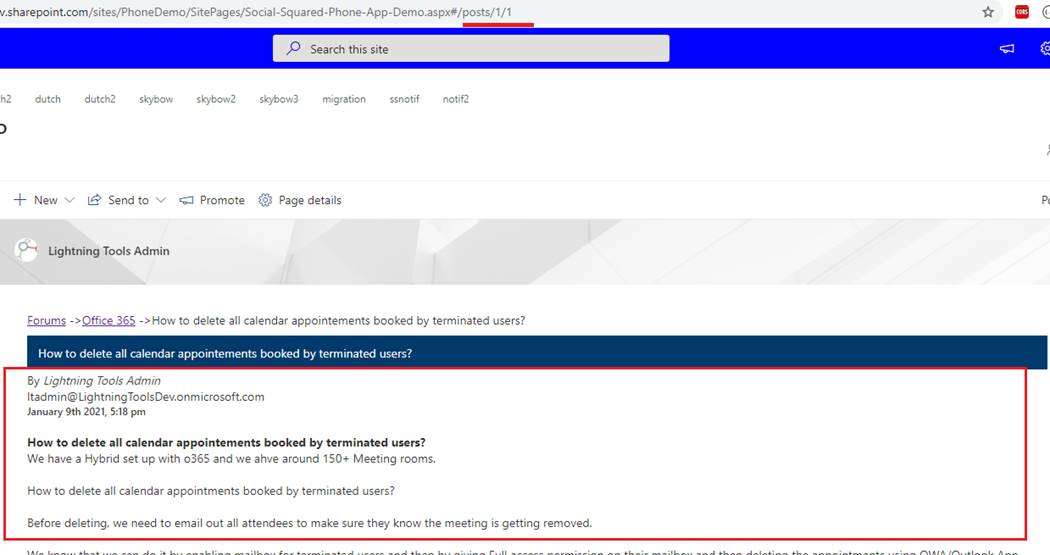 v.sharepoint.com/sites/PhoneDemo/SitePages/Social-Squared-Phone-App-Demo.aspx#/posts/1/1
CORS
Search this site
h2 dutch dutch2 skybow skybow2 skybow3 migration ssnotif notif2
o
New Send to Promote Page details
Lightning Tools Admin
Forums ->Office 365 ->How to delete all calendar appointements booked by terminated users?
How to delete all calendar appointements booked by terminated users?
By Lightning Tools Admin
ltadmin@LightningToolsDev.onmicrosoft.com
January 9th 2021, 5:18 pm
How to delete all calendar appointements booked by terminated users?
We have a Hybrid set up with o365 and we ahve around 150+ Meeting rooms.
How to delete all calendar appointments booked by terminated users?
Before deleting, we need to email out all attendees to make sure they know the meeting is getting removed.
We know that we can do it by enabling mailbox for terminated users and then by giving Full access permission on their mailbox and then deleting the appointments using OWA/Outlook App